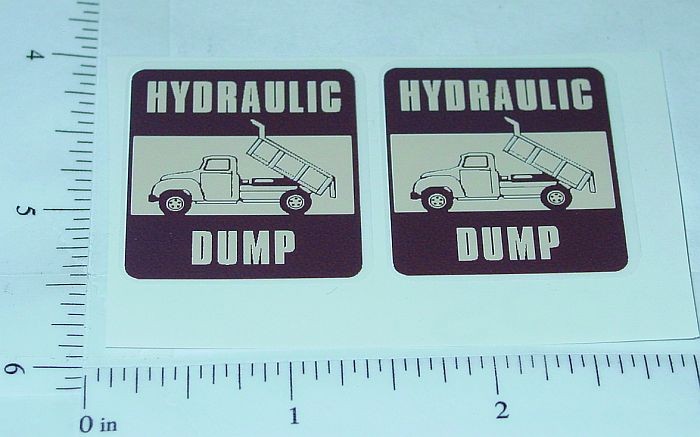 HYDRAULIC
DUMP
HYDRAULIC
DUMP
4
5
6
0 in
1
2